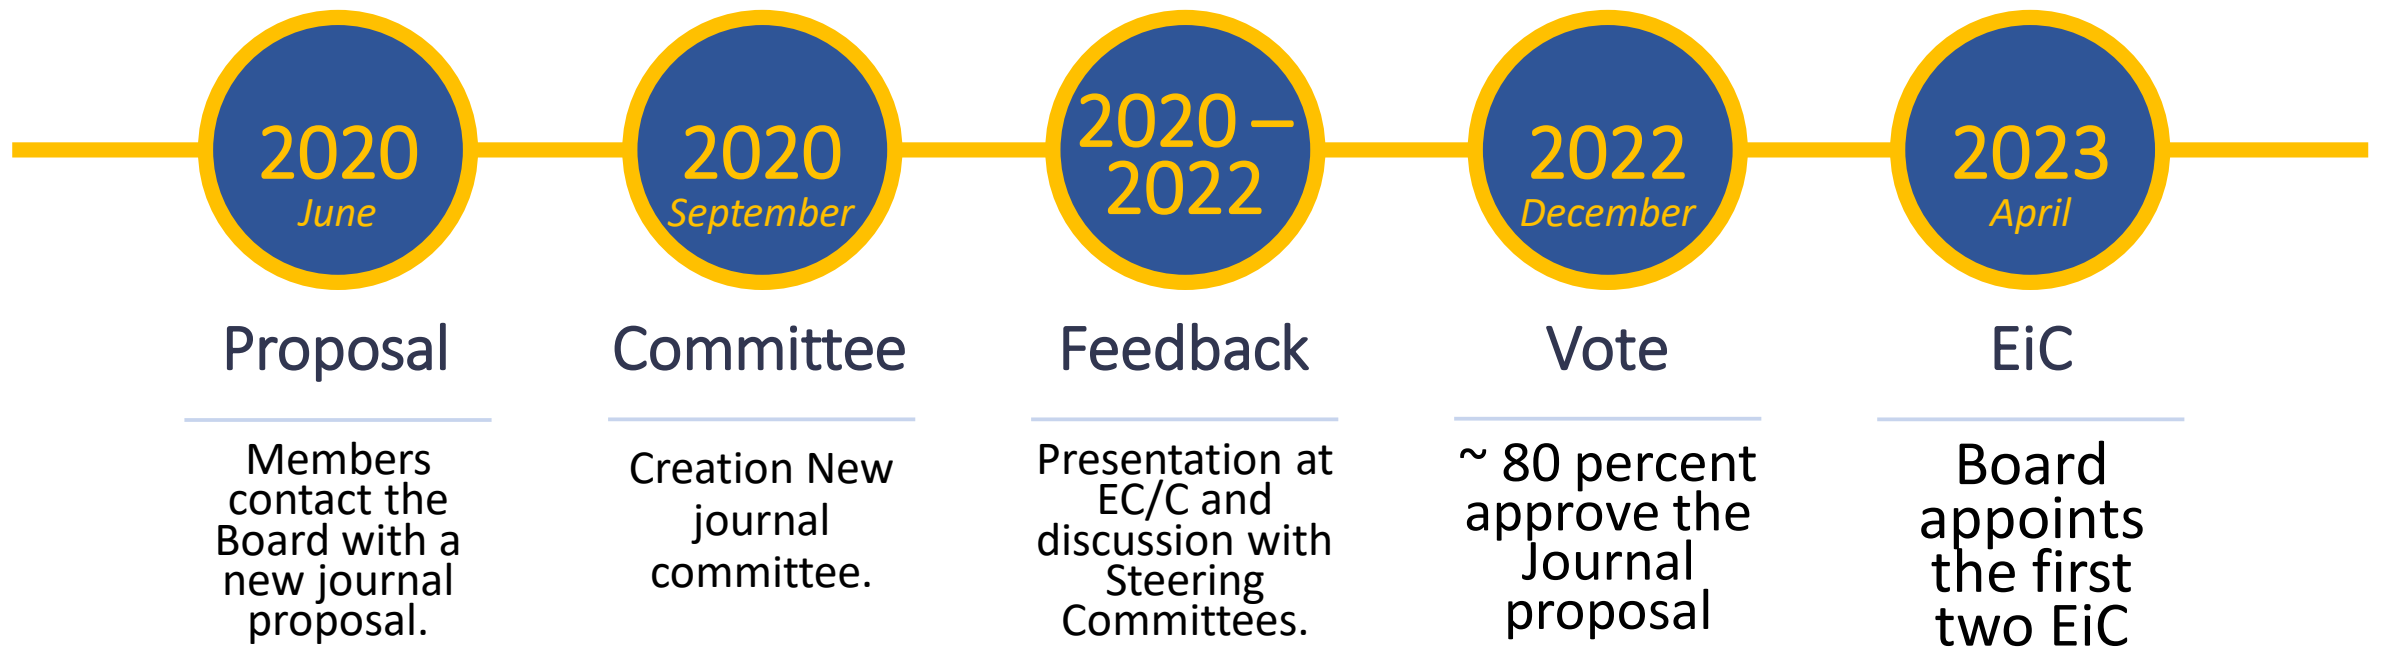 2020
June
Proposal
Members
contact the
Board with a
new journal
proposal.
2020
September
Committee
Creation New
journal
committee.
2020 –
2022
Feedback
Presentation at
EC/C and
discussion with
Steering
Committees.
2022
December
Vote
~ 80 percent
approve the
Journal
proposal
2023
April
EiC
Board
appoints
the first
two EiC